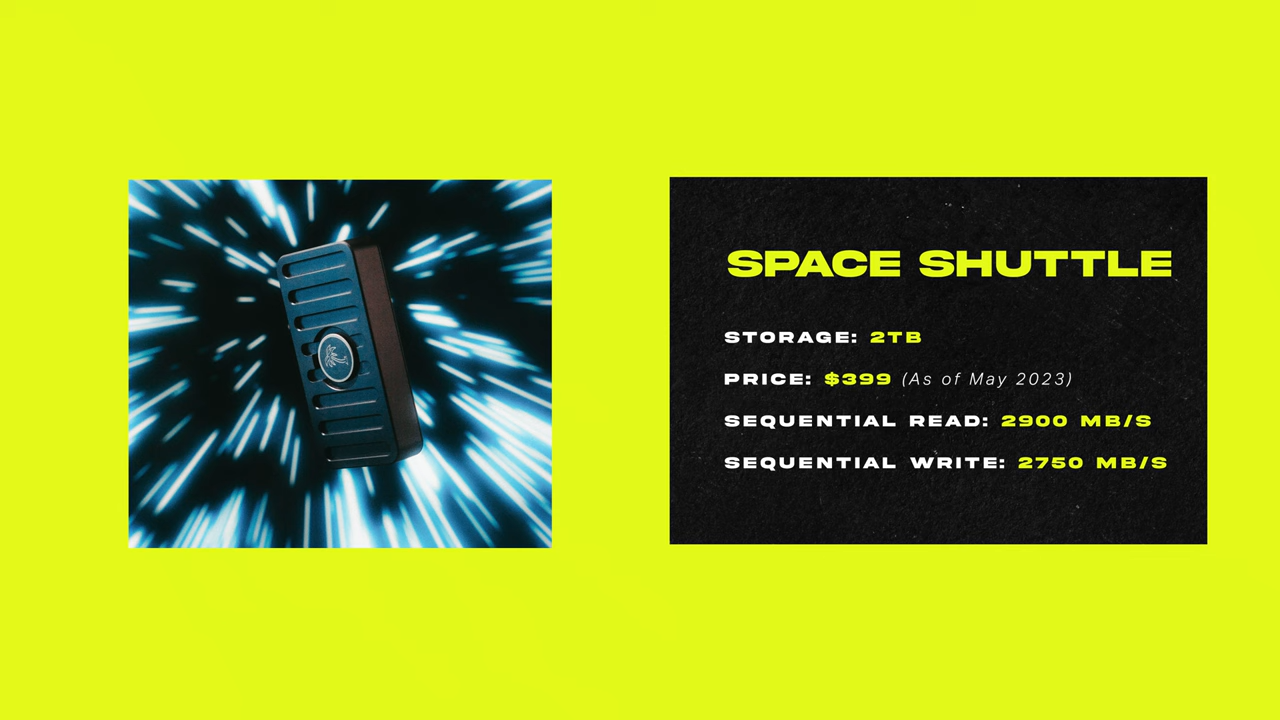 SPACE SHUTTLE
STORAGE: 2TB
PRICE: $399 (As of May 2023)
SEQUENTIAL READ: 2900 MB/S
SEQUENTIAL WRITE: 2750 MB/S